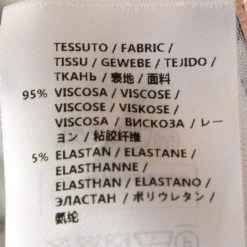 TESSUTO / FABRIC /
TISSU / GEWEBE / TEJIDO /
ТКАНЬ / 表地 / 面料
95% VISCOSA / VISCOSE /
VISCOSE / VISKOSE /
VISCOSA / ВИСКОЗА / レー
ヨン / 粘胶纤维
5% ELASTAN / ELASTANE /
ELASTHANNE /
ELASTHAN / ELASTANO /
ЭЛАСТАН / ポリウレタン /
氨纶